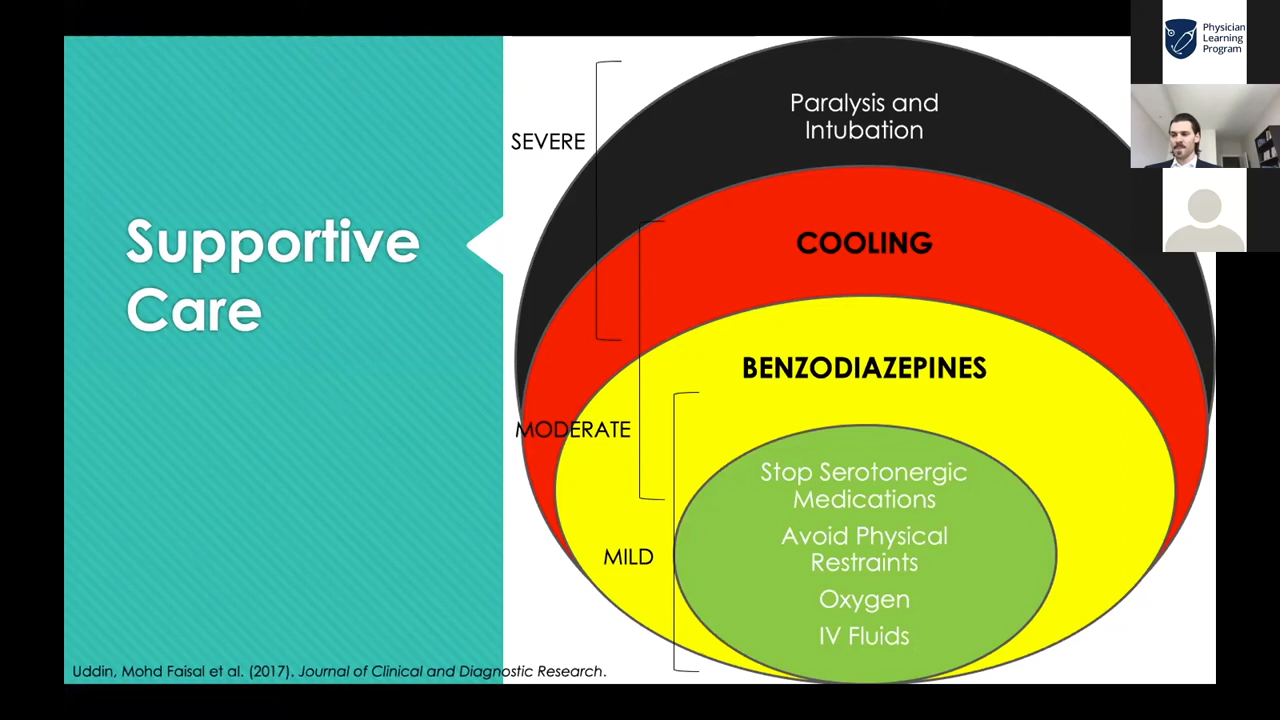 Physician
Learning
Program
Supportive
Care
SEVERE
Paralysis and
Intubation
COOLING
BENZODIAZEPINES
MODERATE
Stop Serotonergic
Medications
Avoid Physical
Restraints
MILD
Oxygen
IV Fluids
Uddin, Mohd Faisal et al. (2017). Journal of Clinical and Diagnostic Research.